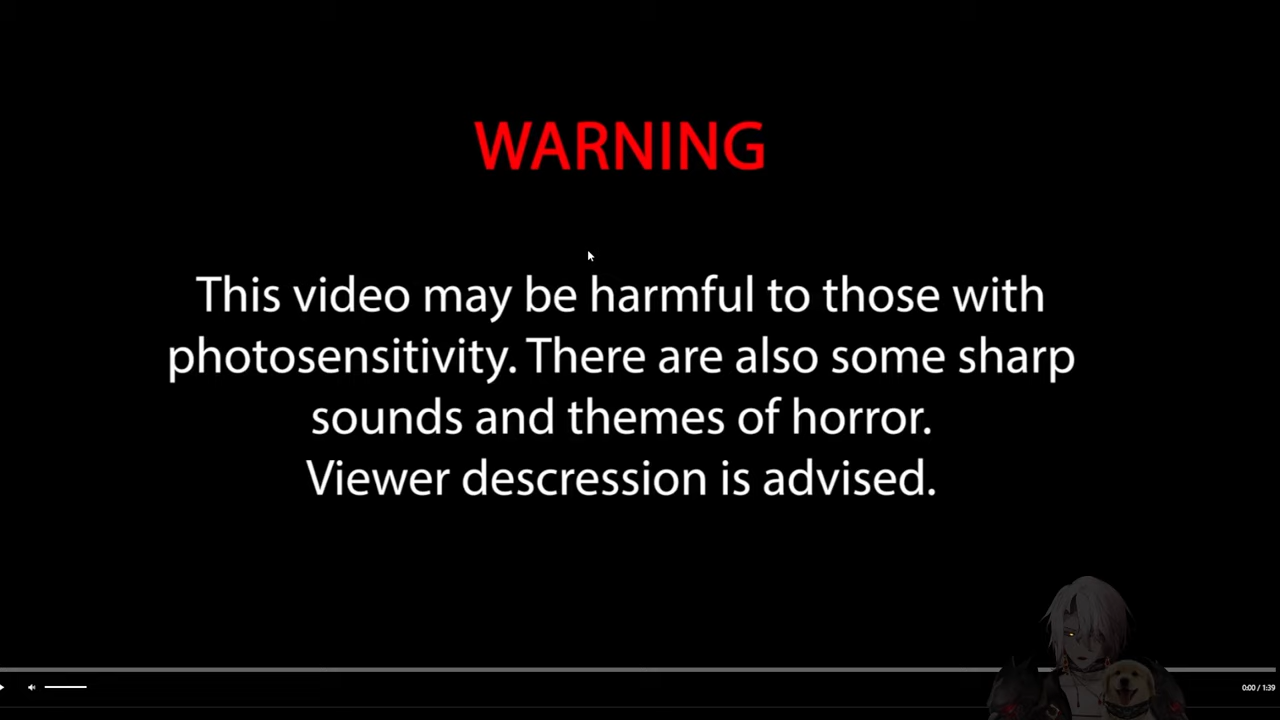 WARNING
This video may be harmful to those with
photosensitivity. There are also some sharp
sounds and themes of horror.
Viewer descression is advised.
0:00 / 1:39